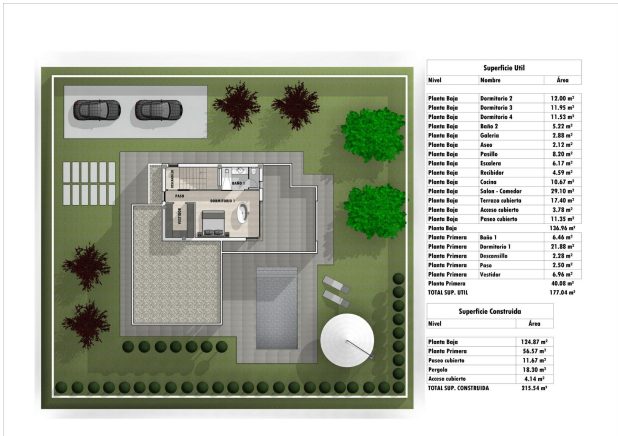 BAÑO 1
PASO
DORMITORIO 1
VESTIDOR
Superficie Util
Nivel Nombre Área
Planta Baja Dormitorio 2 12.00 m²
Planta Baja Dormitorio 3 11.95 m²
Planta Baja Dormitorio 4 11.53 m²
Planta Baja Baño 2 5.22 m²
Planta Baja Galeria 2.88 m²
Planta Baja Aseo 2.12 m²
Planta Baja Pasillo 8.20 m²
Planta Baja Escalera 6.17 m²
Planta Baja Recibidor 4.59 m²
Planta Baja Cocina 10.67 m²
Planta Baja Salon - Comedor 29.10 m²
Planta Baja Terraza cubierta 17.40 m²
Planta Baja Acceso cubierto 3.78 m²
Planta Baja Paseo cubierto 11.35 m²
Planta Baja 136.96 m²
Planta Primera Baño 1 6.46 m²
Planta Primera Dormitorio 1 21.88 m²
Planta Primera Descansillo 2.28 m²
Planta Primera Paso 2.50 m²
Planta Primera Vestidor 6.96 m²
Planta Primera 40.08 m²
TOTAL SUP. UTIL 177.04 m²
Superficie Construida
Nivel Área
Planta Baja 124.87 m²
Planta Primera 56.57 m²
Paseo cubierto 11.67 m²
Pergola 18.30 m²
Acceso cubierto 4.14 m²
TOTAL SUP. CONSTRUIDA 215.54 m²